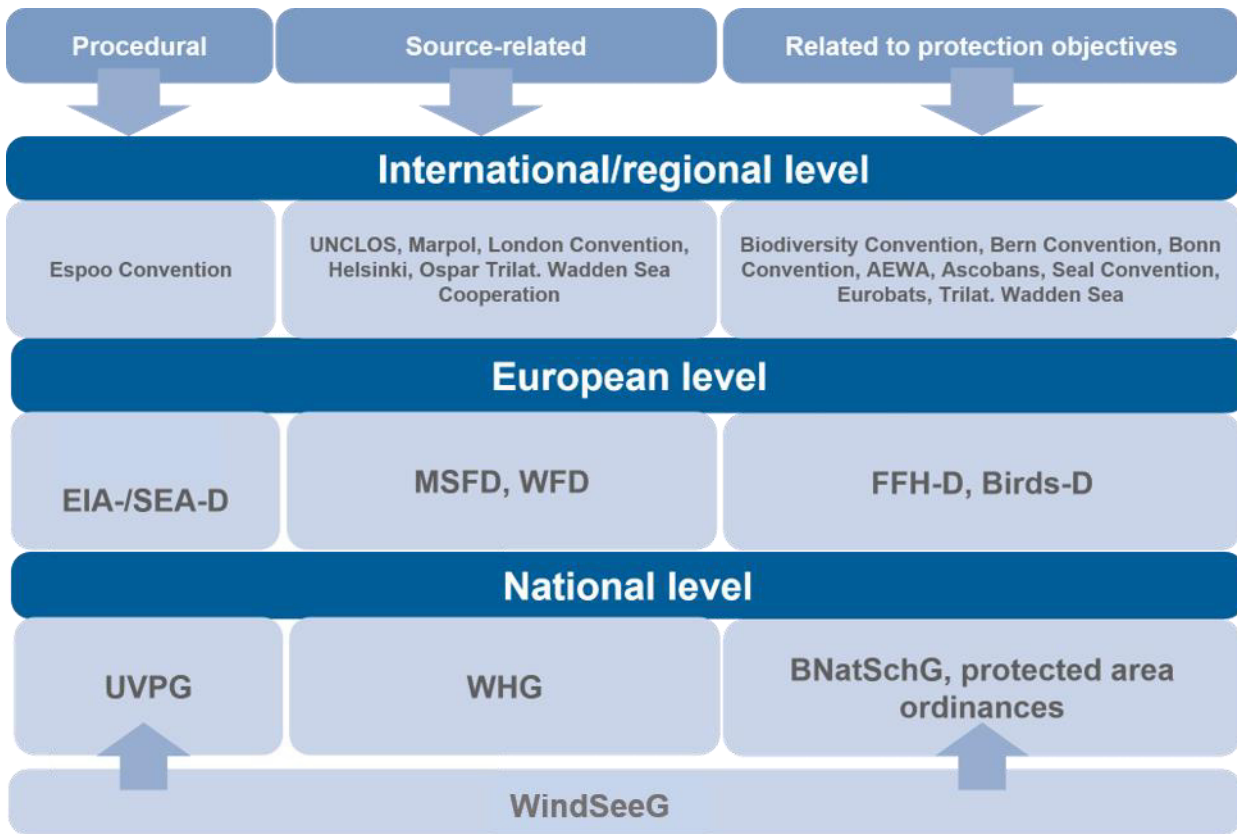 Procedural
Source-related
Related to protection objectives
International/regional level
Espoo Convention
UNCLOS, Marpol, London Convention,
Helsinki, Ospar Trilat. Wadden Sea
Cooperation
Biodiversity Convention, Bern Convention, Bonn
Convention, AEWA, Ascobans, Seal Convention,
Eurobats, Trilat. Wadden Sea
European level
EIA-/SEA-D
MSFD, WFD
FFH-D, Birds-D
National level
UVPG
WHG
BNatSchG, protected area
ordinances
WindSeeG